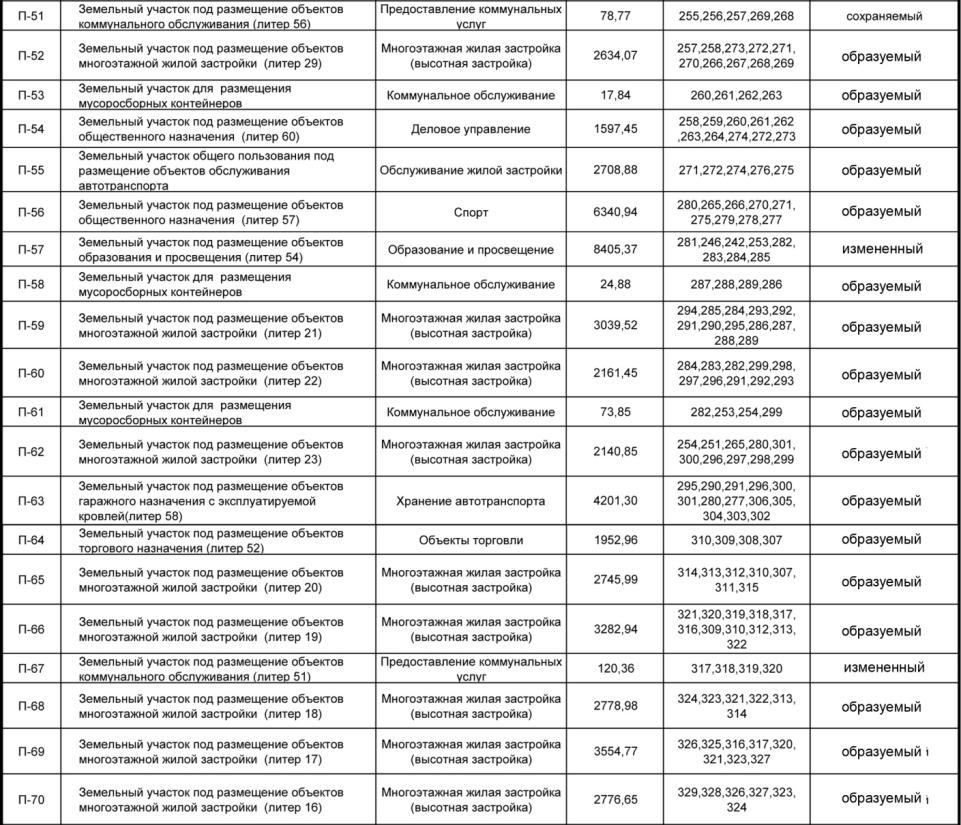 П-51 Земельный участок под размещение объектов Предоставление коммунальных 78,77 255,256,257,269,268 сохраняемый
коммунального обслуживания (литер 56) услуг
П-52 Земельный участок под размещение объектов Многоэтажная жилая застройка 2634,07 257,258,273,272,271, образуемый
многоэтажной жилой застройки (литер 29) (высотная застройка) 270,266,267,268,269
П-53 Земельный участок для размещения Коммунальное обслуживание 17,84 260,261,262,263 образуемый
мусоросборных контейнеров
П-54 Земельный участок под размещение объектов Деловое управление 1597,45 258,259,260,261,262 образуемый
общественного назначения (литер 60) ,263,264,274,272,273
П-55 Земельный участок общего пользования под Обслуживание жилой застройки 2708,88 271,272,274,276,275 образуемый
размещение объектов обслуживания
автотранспорта
П-56 Земельный участок под размещение объектов Спорт 6340,94 280,265,266,270,271, образуемый
общественного назначения (литер 57) 275,279,278,277
П-57 Земельный участок под размещение объектов Образование и просвещение 8405,37 281,246,242,253,282, измененный
образования и просвещения (литер 54) 283,284,285
П-58 Земельный участок для размещения Коммунальное обслуживание 24,88 287,288,289,286 образуемый
мусоросборных контейнеров
П-59 Земельный участок под размещение объектов Многоэтажная жилая застройка 3039,52 294,285,284,293,292, образуемый
многоэтажной жилой застройки (литер 21) (высотная застройка) 291,290,295,286,287,
288,289
П-60 Земельный участок под размещение объектов Многоэтажная жилая застройка 2161,45 284,283,282,299,298, образуемый
многоэтажной жилой застройки (литер 22) (высотная застройка) 297,296,291,292,293
П-61 Земельный участок для размещения Коммунальное обслуживание 73,85 282,253,254,299 образуемый
мусоросборных контейнеров
П-62 Земельный участок под размещение объектов Многоэтажная жилая застройка 2140,85 254,251,265,280,301, образуемый
многоэтажной жилой застройки (литер 23) (высотная застройка) 300,296,297,298,299
П-63 Земельный участок под размещение объектов Хранение автотранспорта 4201,30 295,290,291,296,300, образуемый
гаражного назначения с эксплуатируемой 301,280,277,306,305,
кровлей(литер 58) 304,303,302
П-64 Земельный участок под размещение объектов Объекты торговли 1952,96 310,309,308,307 образуемый
торгового назначения (литер 52)
П-65 Земельный участок под размещение объектов Многоэтажная жилая застройка 2745,99 314,313,312,310,307, образуемый
многоэтажной жилой застройки (литер 20) (высотная застройка) 311,315
П-66 Земельный участок под размещение объектов Многоэтажная жилая застройка 3282,94 321,320,319,318,317, образуемый
многоэтажной жилой застройки (литер 19) (высотная застройка) 316,309,310,312,313,
322
П-67 Земельный участок под размещение объектов Предоставление коммунальных 120,36 317,318,319,320 измененный
коммунального обслуживания (литер 51) услуг
П-68 Земельный участок под размещение объектов Многоэтажная жилая застройка 2778,98 324,323,321,322,313, образуемый
многоэтажной жилой застройки (литер 18) (высотная застройка) 314
П-69 Земельный участок под размещение объектов Многоэтажная жилая застройка 3554,77 326,325,316,317,320, образуемый
многоэтажной жилой застройки (литер 17) (высотная застройка) 321,323,327
П-70 Земельный участок под размещение объектов Многоэтажная жилая застройка 2776,65 329,328,326,327,323, образуемый
многоэтажной жилой застройки (литер 16) (высотная застройка) 324